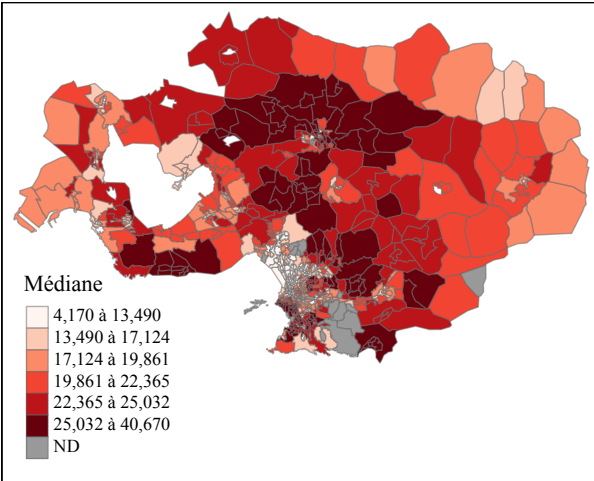 Médiane
4,170 à 13,490
13,490 à 17,124
17,124 à 19,861
19,861 à 22,365
22,365 à 25,032
25,032 à 40,670
ND